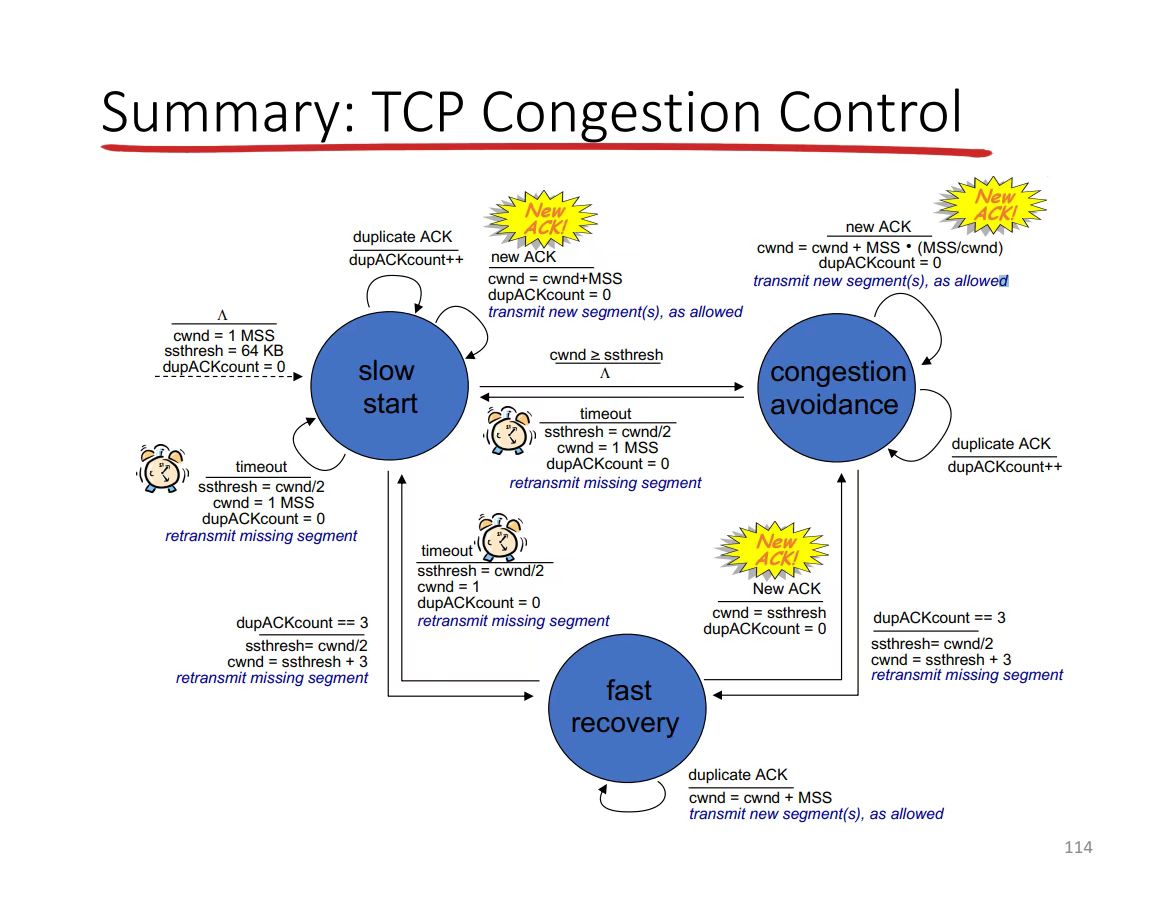 Summary: TCP Congestion Control
New
ACK!
duplicate ACK
dupACKcount++
new ACK
cwnd = cwnd+MSS
dupACKcount = 0
transmit new segment(s), as allowed
New
ACK!
new ACK
cwnd = cwnd + MSS • (MSS/cwnd)
dupACKcount = 0
transmit new segment(s), as allowed
Λ
cwnd = 1 MSS
ssthresh = 64 KB
dupACKcount = 0
slow
start
cwnd ≥ ssthresh
Λ
congestion
avoidance
timeout
ssthresh = cwnd/2
cwnd = 1 MSS
dupACKcount = 0
retransmit missing segment
duplicate ACK
dupACKcount++
timeout
ssthresh = cwnd/2
cwnd = 1 MSS
dupACKcount = 0
retransmit missing segment
timeout
ssthresh = cwnd/2
cwnd = 1
dupACKcount = 0
retransmit missing segment
New
ACK!
New ACK
cwnd = ssthresh
dupACKcount = 0
dupACKcount == 3
ssthresh= cwnd/2
cwnd = ssthresh + 3
retransmit missing segment
dupACKcount == 3
ssthresh= cwnd/2
cwnd = ssthresh + 3
retransmit missing segment
fast
recovery
duplicate ACK
cwnd = cwnd + MSS
transmit new segment(s), as allowed
114